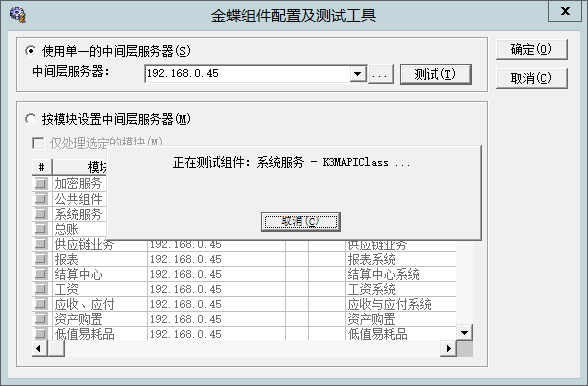 金蝶组件配置及测试工具
使用单一的中间层服务器(S)
中间层服务器：
192.168.0.45
...
测试(T)
确定(O)
取消(C)
按模块设置中间层服务器(M)
仅处理选定的模块(M)
正在测试组件：系统服务 - K3MAPIClass ...
取消(C)
# 模块
加密服务
公共组件
系统服务
总账
供应链业务 192.168.0.45 供应链业务
报表 192.168.0.45 报表系统
结算中心 192.168.0.45 结算中心系统
工资 192.168.0.45 工资系统
应收、应付 192.168.0.45 应收与应付系统
资产购置 192.168.0.45 资产购置
低值易耗品 192.168.0.45 低值易耗品